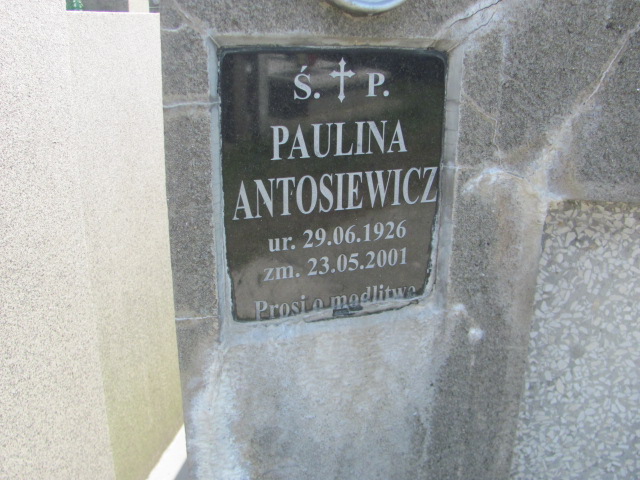 Ś. P.
PAULINA
ANTOSIEWICZ
ur. 29.06.1926
zm. 23.05.2001
Prosi o modlitwę